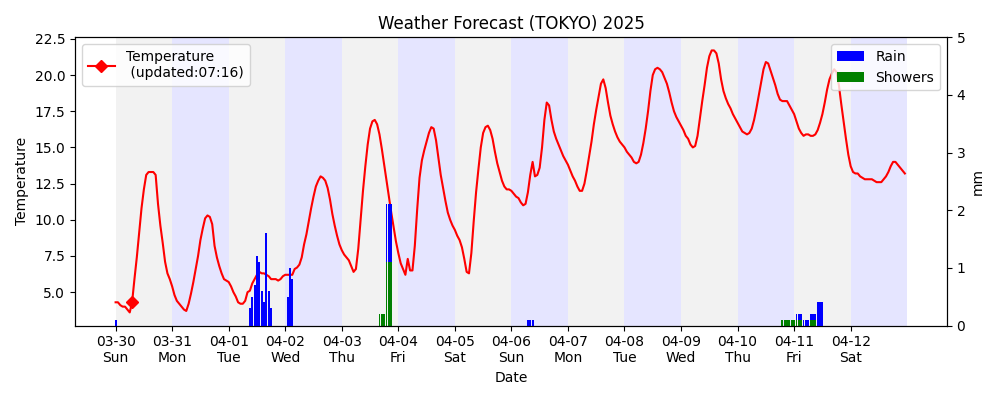 Weather Forecast (TOKYO) 2025
Temperature
(updated:07:16)
Rain
Showers
Temperature
22.5
20.0
17.5
15.0
12.5
10.0
7.5
5.0
5
4
3
2
1
0
mm
03-30 03-31 04-01 04-02 04-03 04-04 04-05 04-06 04-07 04-08 04-09 04-10 04-11 04-12
Sun Mon Tue Wed Thu Fri Sat Sun Mon Tue Wed Thu Fri Sat
Date